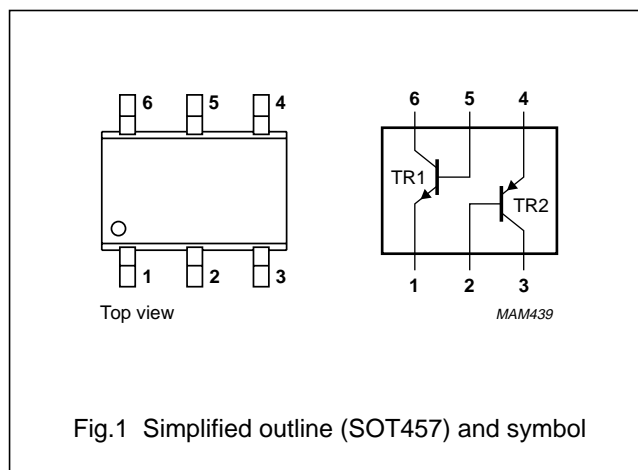 6 5 4
1 2 3
Top view
6 5 4
TR1
TR2
1 2 3
MAM439
Fig.1 Simplified outline (SOT457) and symbol